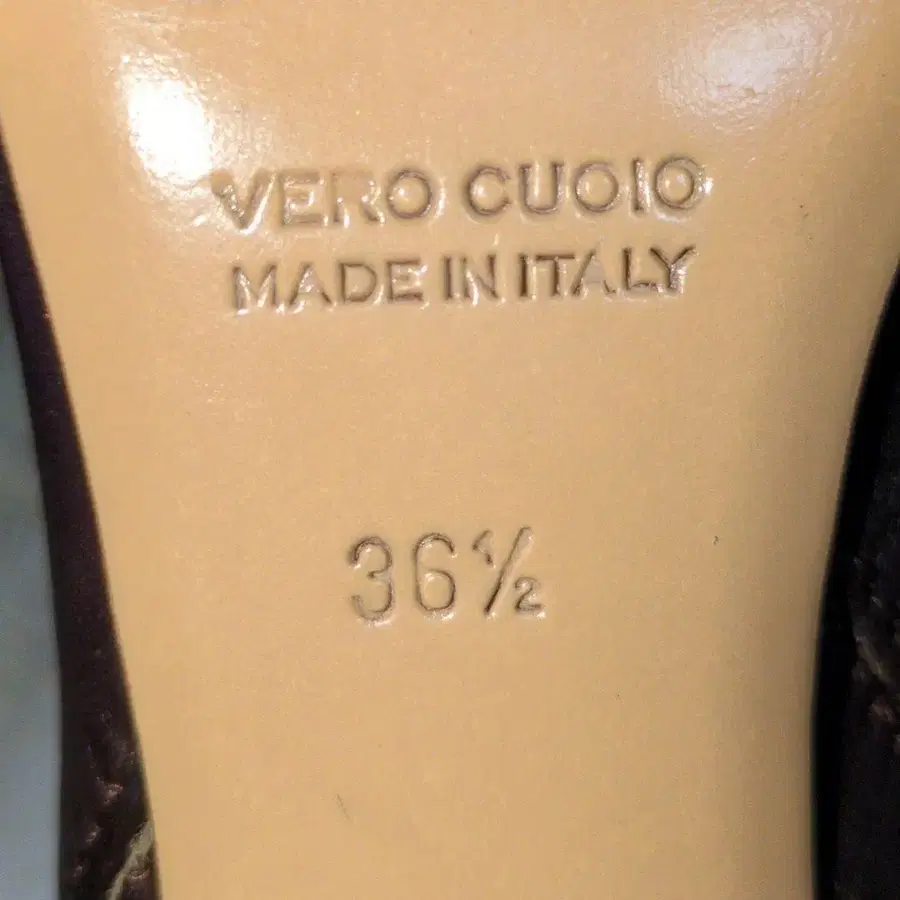 VERO CUOIO
MADE IN ITALY
36½